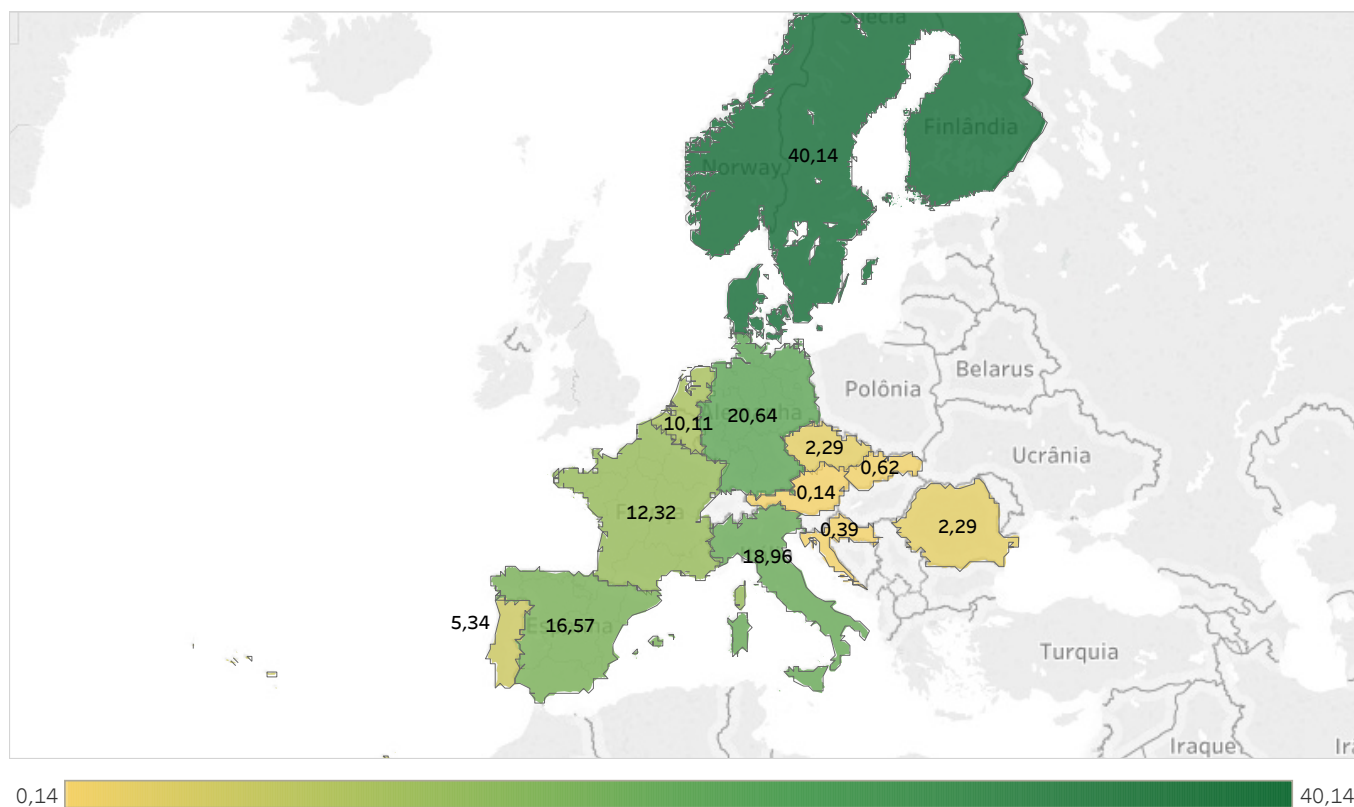 Suécia
Finlândia
40,14
Norway
Belarus
Polônia
20,64
10,11
2,29
Ucrânia
0,62
0,14
12,32
2,29
0,39
18,96
5,34
16,57
Turquia
Iraque
0,14
40,14